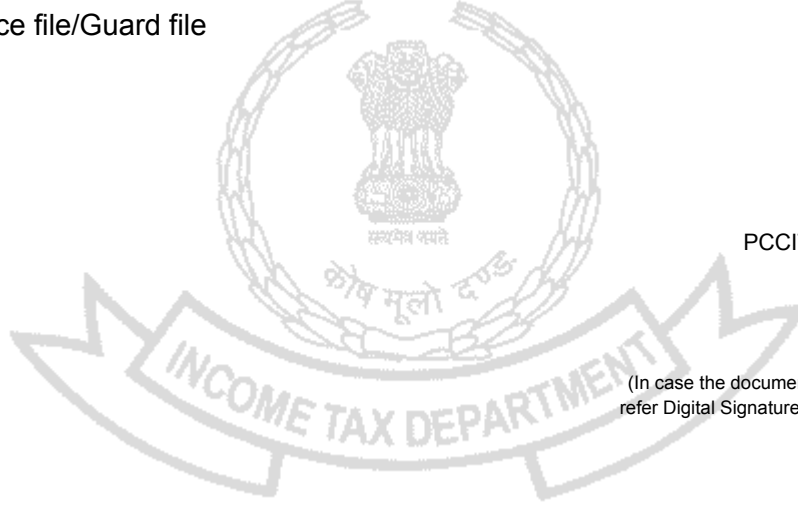 ce file/Guard file
सत्यमेव जयते
PCCI
कोष मूलो दण्डः
(In case the docume
refer Digital Signature
INCOME TAX DEPARTMENT